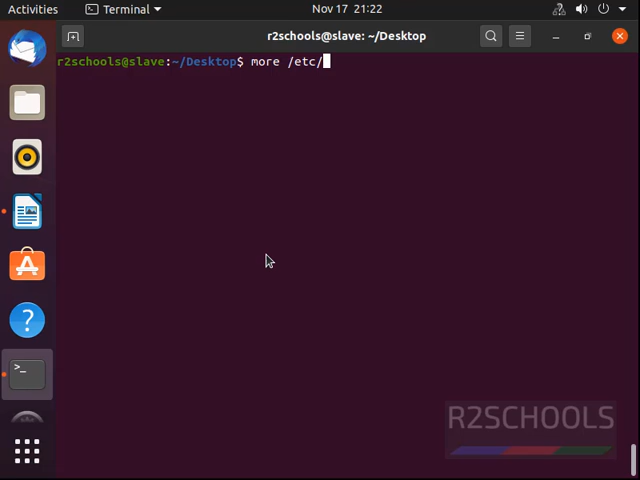 Activities
Terminal
Nov 17 21:22
r2schools@slave: ~/Desktop
r2schools@slave:~/Desktop$ more /etc/
?
>_
R2SCHOOLS